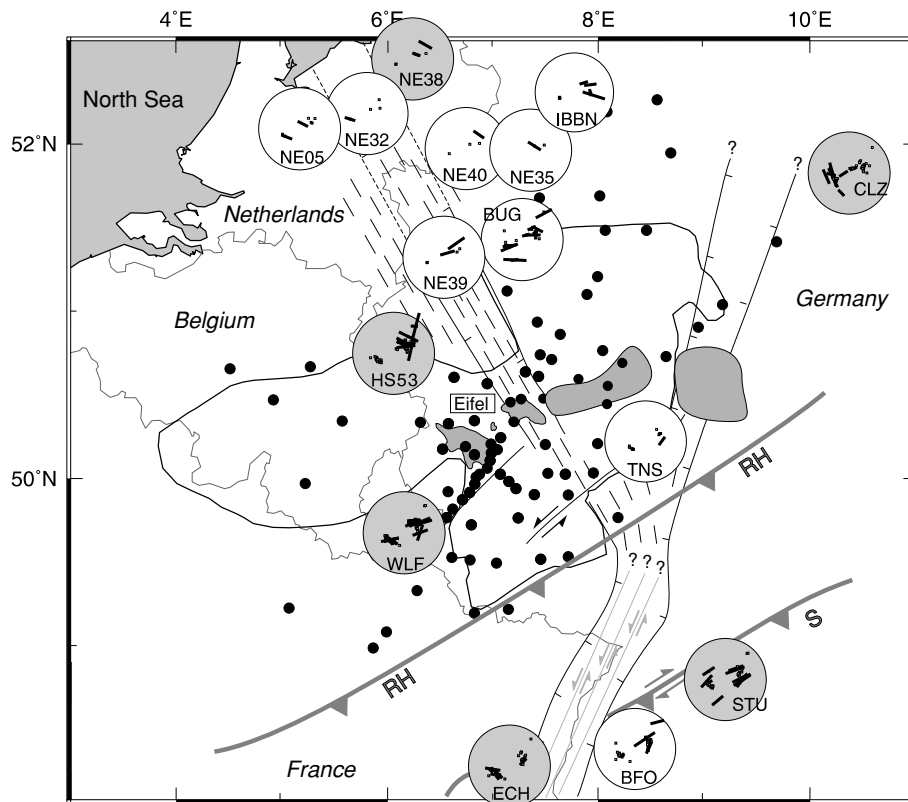 4°E 6°E 8°E 10°E
NE38
North Sea
IBBN
NE32
NE05
52°N
NE40
NE35
?
?
CLZ
Netherlands
BUG
NE39
Germany
Belgium
HS53
Eifel
TNS
RH
50°N
WLF
? ? ?
S
RH
STU
France
BFO
ECH